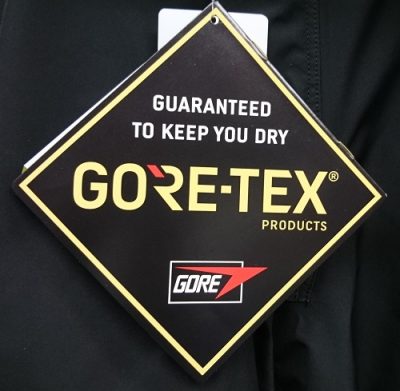 GUARANTEED
TO KEEP YOU DRY
GORE-TEX®
PRODUCTS
GORE